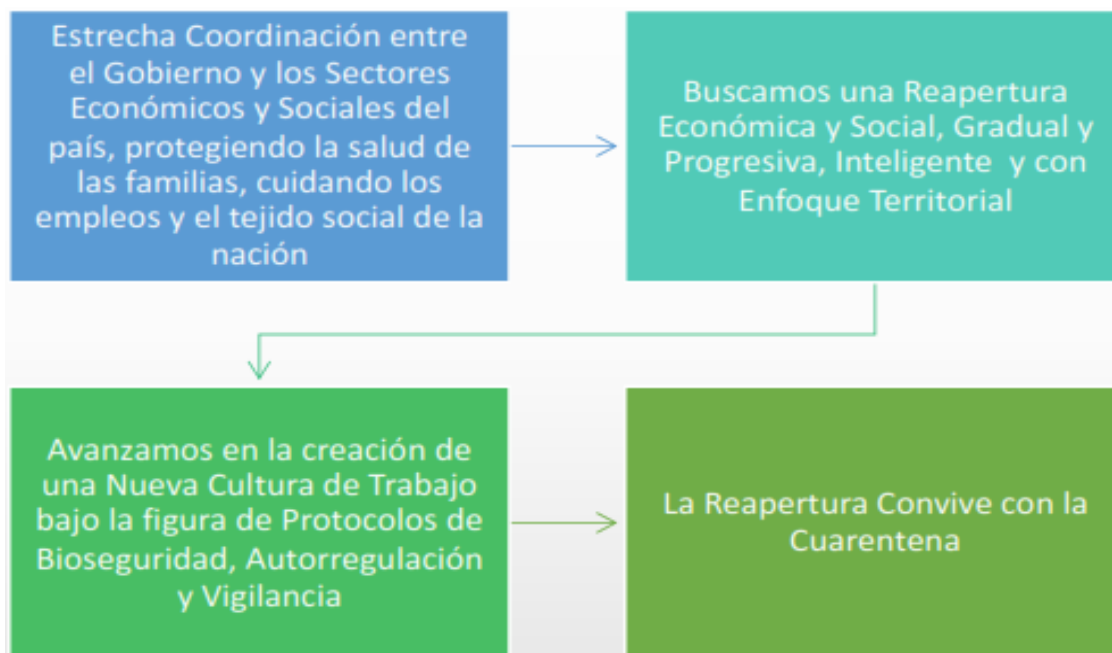 Estrecha Coordinación entre
el Gobierno y los Sectores
Económicos y Sociales del
país, protegiendo la salud de
las familias, cuidando los
empleos y el tejido social de la
nación
Buscamos una Reapertura
Económica y Social, Gradual y
Progresiva, Inteligente y con
Enfoque Territorial
Avanzamos en la creación de
una Nueva Cultura de Trabajo
bajo la figura de Protocolos de
Bioseguridad, Autorregulación
y Vigilancia
La Reapertura Convive con la
Cuarentena